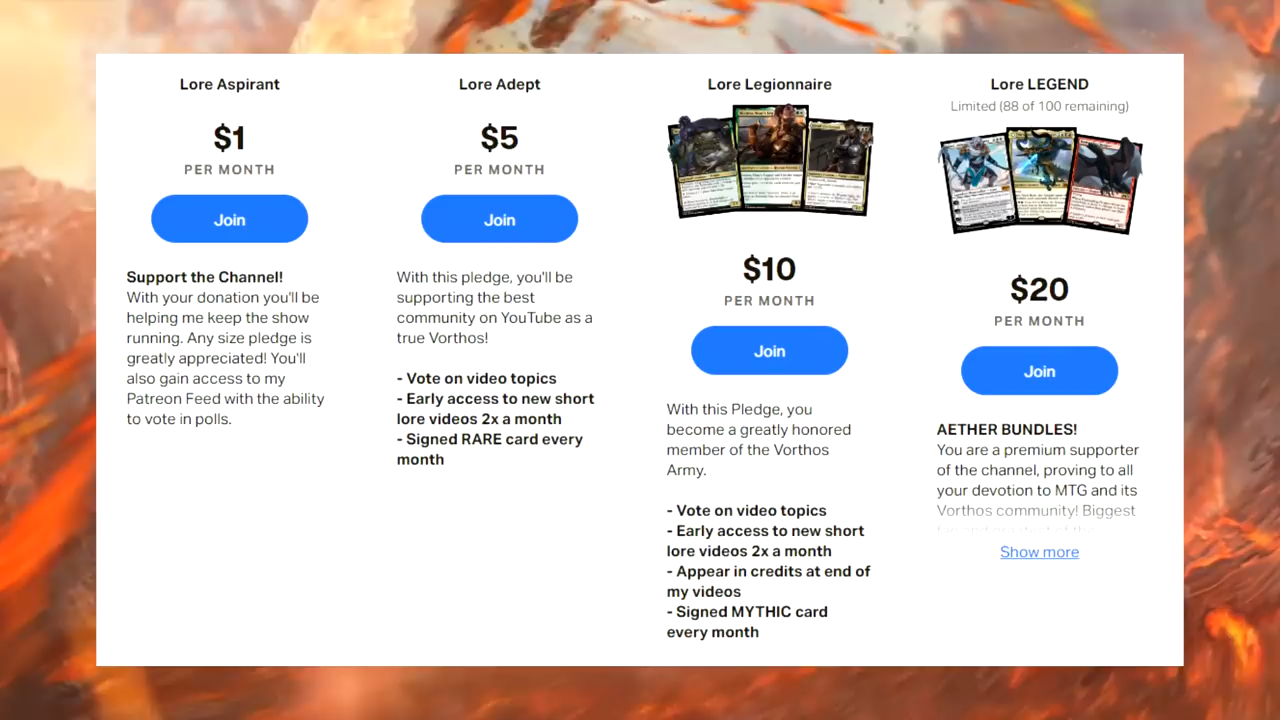 Lore Aspirant
$1
PER MONTH
Join
Support the Channel!
With your donation you'll be
helping me keep the show
running. Any size pledge is
greatly appreciated! You'll
also gain access to my
Patreon Feed with the ability
to vote in polls.
Lore Adept
$5
PER MONTH
Join
With this pledge, you'll be
supporting the best
community on YouTube as a
true Vorthos!
- Vote on video topics
- Early access to new short
lore videos 2x a month
- Signed RARE card every
month
Lore Legionnaire
$10
PER MONTH
Join
With this Pledge, you
become a greatly honored
member of the Vorthos
Army.
- Vote on video topics
- Early access to new short
lore videos 2x a month
- Appear in credits at end of
my videos
- Signed MYTHIC card
every month
Lore LEGEND
Limited (88 of 100 remaining)
$20
PER MONTH
Join
AETHER BUNDLES!
You are a premium supporter
of the channel, proving to all
your devotion to MTG and its
Vorthos community! Biggest
Show more